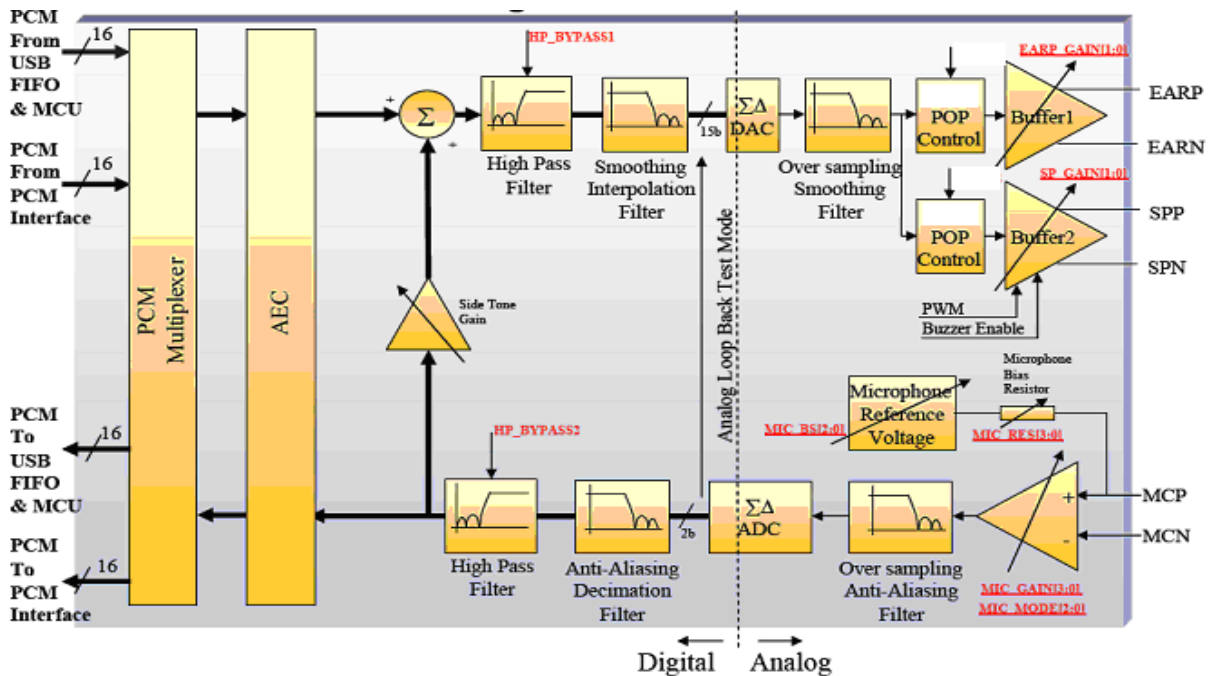 PCM
From
USB
FIFO
& MCU
16
PCM
From
PCM
Interface
16
PCM
Multiplexer
AEC
PCM
To
USB
FIFO
& MCU
16
PCM
To
PCM
Interface
16
HP_BYPASS1
+
Σ
+
High Pass
Filter
Smoothing
Interpolation
Filter
15b
ΣΔ
DAC
Over sampling
Smoothing
Filter
POP
Control
EARP_GAIN[1:0]
Buffer1
EARP
EARN
SP_GAIN[1:0]
POP
Control
Buffer2
SPP
SPN
PWM
Buzzer Enable
Side Tone
Gain
Analog Loop Back Test Mode
Microphone
Reference
Voltage
MIC_BS[2:0]
Microphone
Bias
Resistor
MIC_RES[3:0]
HP_BYPASS2
High Pass
Filter
Anti-Aliasing
Decimation
Filter
2b
ΣΔ
ADC
Over sampling
Anti-Aliasing
Filter
+
-
MCP
MCN
MIC_GAIN[3:0]
MIC_MODE[2:0]
Digital
Analog